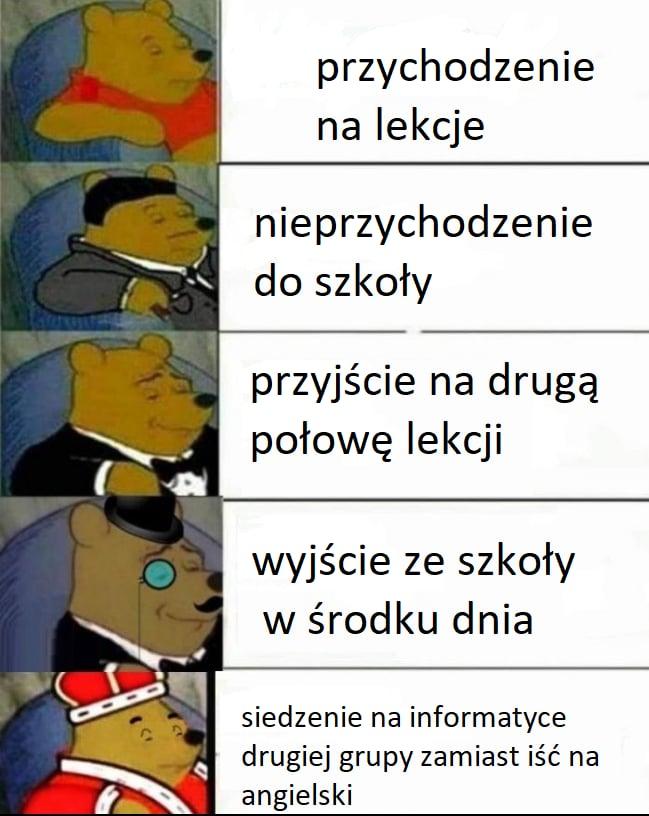 przychodzenie
na lekcje
nieprzychodzenie
do szkoły
przyjście na drugą
połowę lekcji
wyjście ze szkoły
w środku dnia
siedzenie na informatyce
drugiej grupy zamiast iść na
angielski